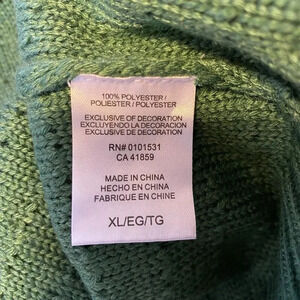 100% POLYESTER /
POLIESTER / POLYESTER
EXCLUSIVE OF DECORATION
EXCLUYENDO LA DECORACION
EXCLUSIVE DE DECORATION
RN# 0101531
CA 41859
MADE IN CHINA
HECHO EN CHINA
FABRIQUE EN CHINE
XL/EG/TG